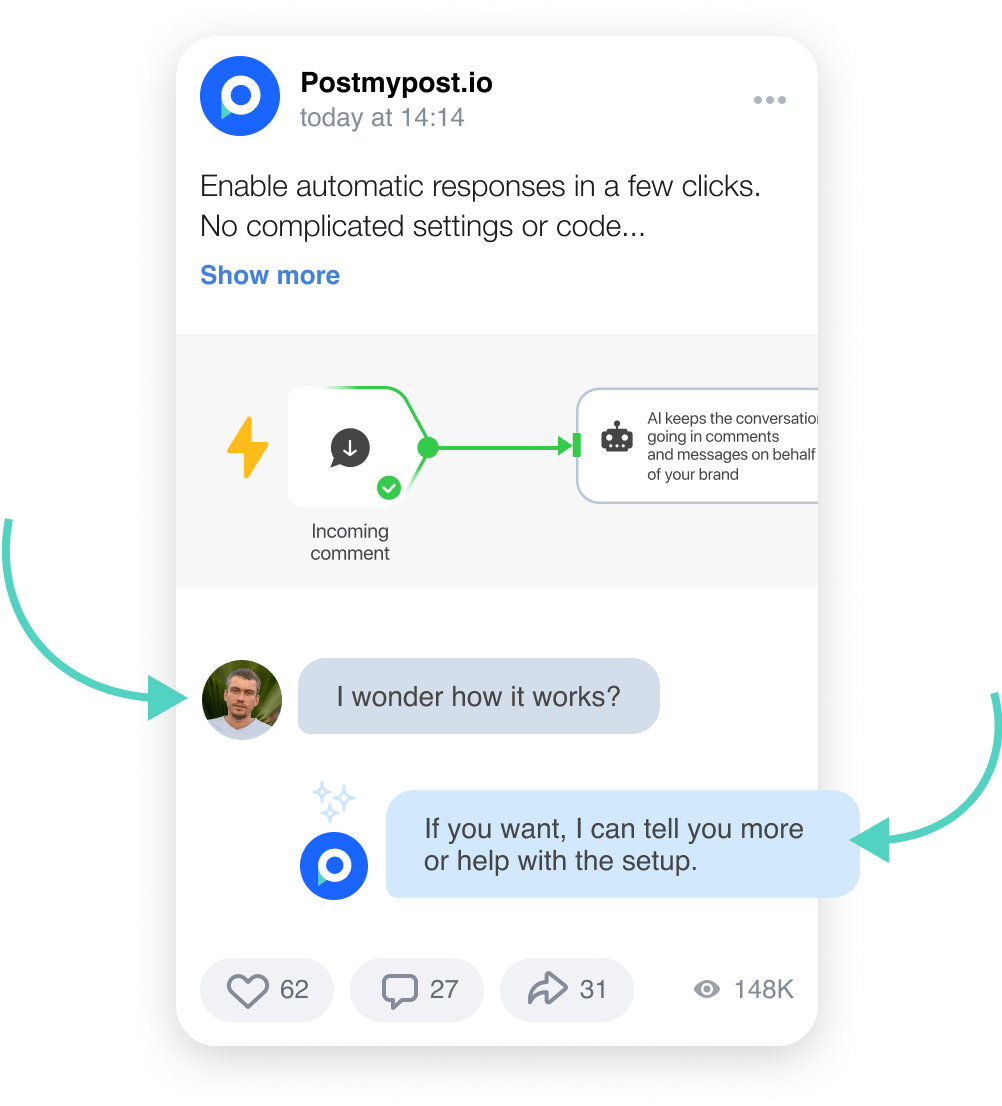 Postmypost.io
today at 14:14
Enable automatic responses in a few clicks.
No complicated settings or code...
Show more
AI keeps the conversation
going in comments
and messages on behalf
of your brand
Incoming
comment
I wonder how it works?
If you want, I can tell you more
or help with the setup.
62
27
31
148K